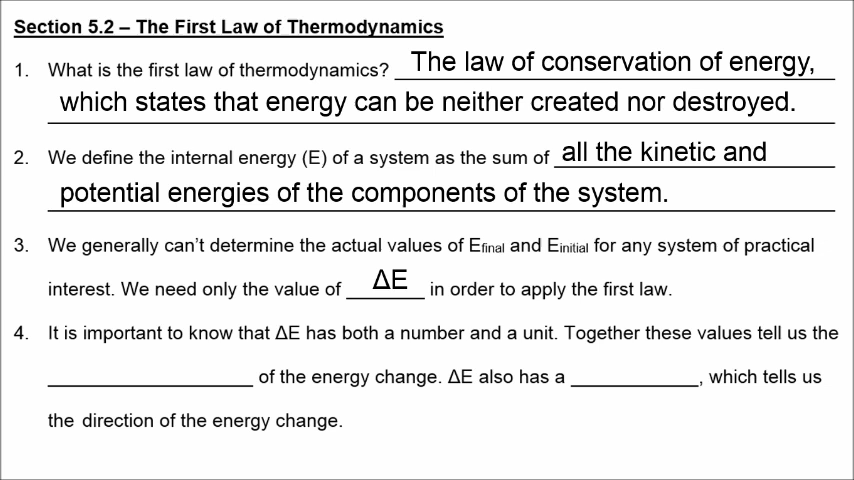 Section 5.2 – The First Law of Thermodynamics
1. What is the first law of thermodynamics? The law of conservation of energy,
which states that energy can be neither created nor destroyed.
2. We define the internal energy (E) of a system as the sum of all the kinetic and
potential energies of the components of the system.
3. We generally can’t determine the actual values of Efinal and Einitial for any system of practical
interest. We need only the value of ΔE in order to apply the first law.
4. It is important to know that ΔE has both a number and a unit. Together these values tell us the
____________________ of the energy change. ΔE also has a ____________, which tells us
the direction of the energy change.